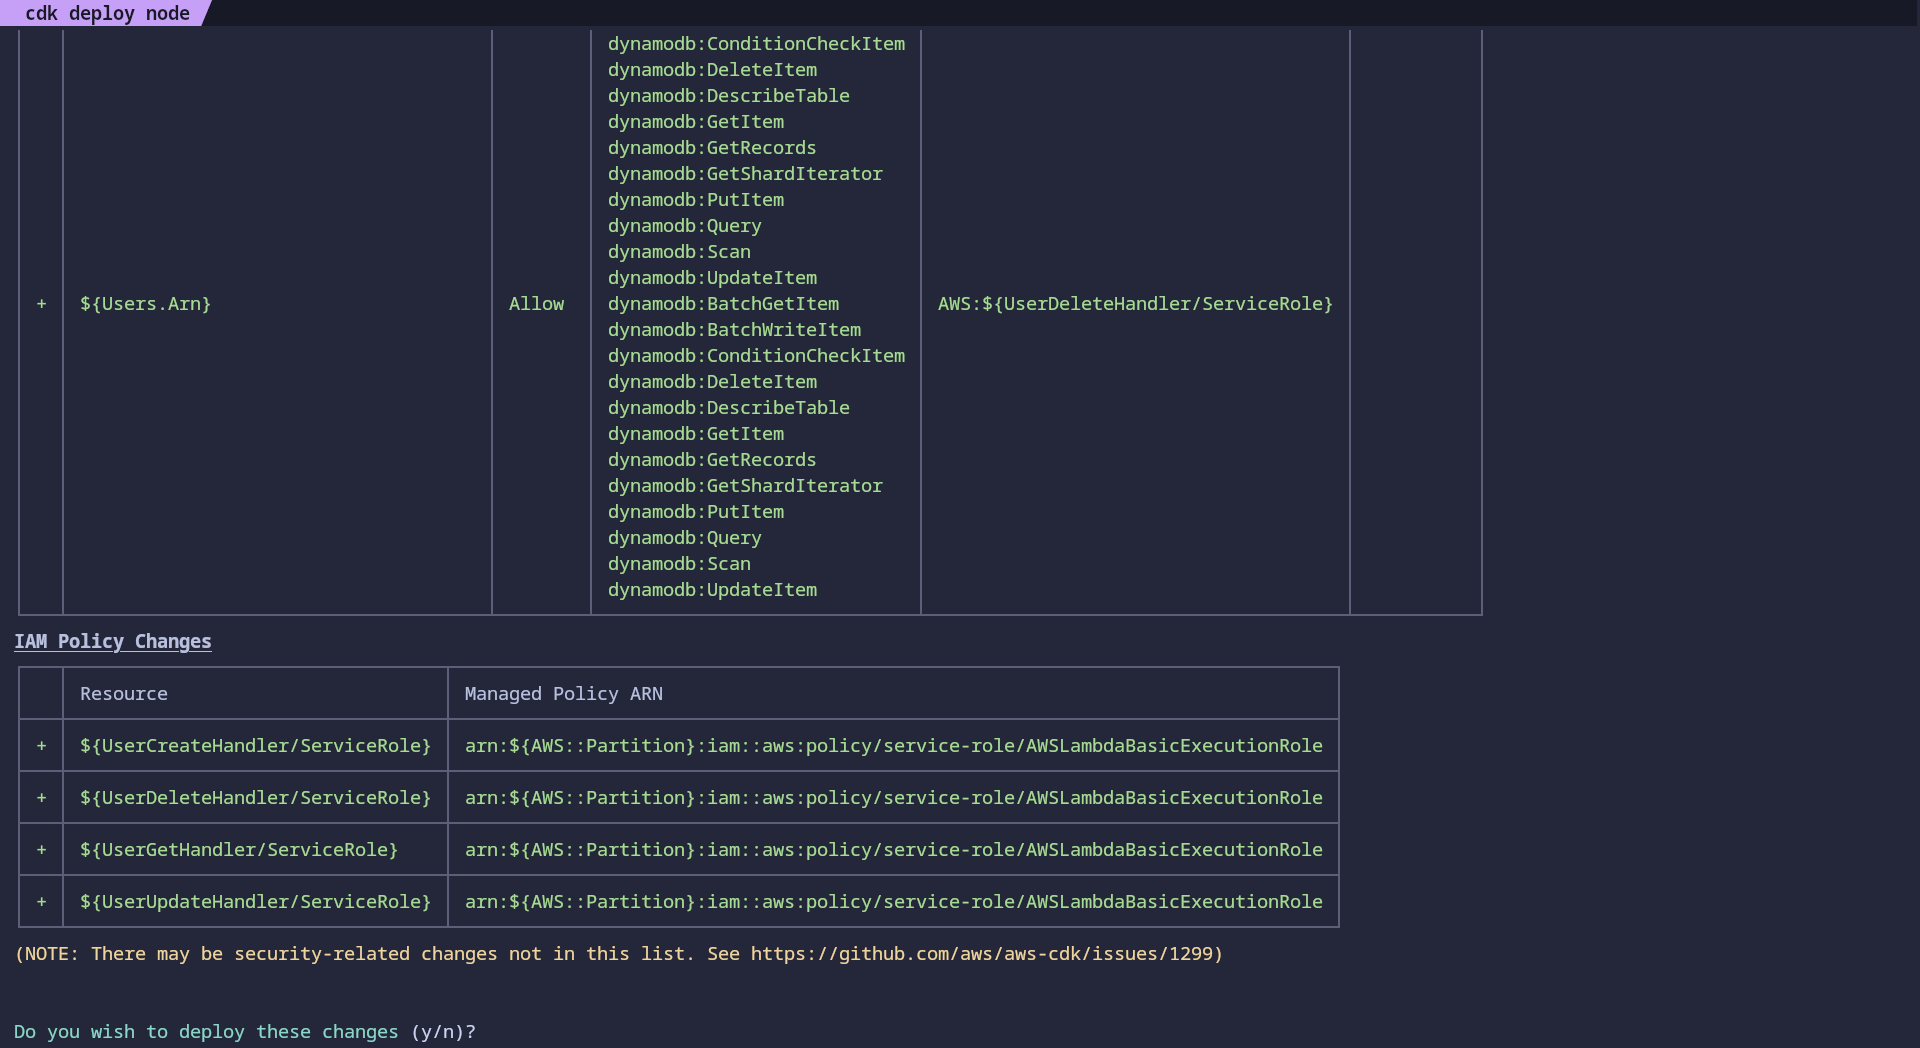 cdk deploy node
dynamodb:ConditionCheckItem
dynamodb:DeleteItem
dynamodb:DescribeTable
dynamodb:GetItem
dynamodb:GetRecords
dynamodb:GetShardIterator
dynamodb:PutItem
dynamodb:Query
dynamodb:Scan
dynamodb:UpdateItem
+ ${Users.Arn} Allow dynamodb:BatchGetItem AWS:${UserDeleteHandler/ServiceRole}
dynamodb:BatchWriteItem
dynamodb:ConditionCheckItem
dynamodb:DeleteItem
dynamodb:DescribeTable
dynamodb:GetItem
dynamodb:GetRecords
dynamodb:GetShardIterator
dynamodb:PutItem
dynamodb:Query
dynamodb:Scan
dynamodb:UpdateItem
IAM Policy Changes
Resource Managed Policy ARN
+ ${UserCreateHandler/ServiceRole} arn:${AWS::Partition}:iam::aws:policy/service-role/AWSLambdaBasicExecutionRole
+ ${UserDeleteHandler/ServiceRole} arn:${AWS::Partition}:iam::aws:policy/service-role/AWSLambdaBasicExecutionRole
+ ${UserGetHandler/ServiceRole} arn:${AWS::Partition}:iam::aws:policy/service-role/AWSLambdaBasicExecutionRole
+ ${UserUpdateHandler/ServiceRole} arn:${AWS::Partition}:iam::aws:policy/service-role/AWSLambdaBasicExecutionRole
(NOTE: There may be security-related changes not in this list. See https://github.com/aws/aws-cdk/issues/1299)
Do you wish to deploy these changes (y/n)?